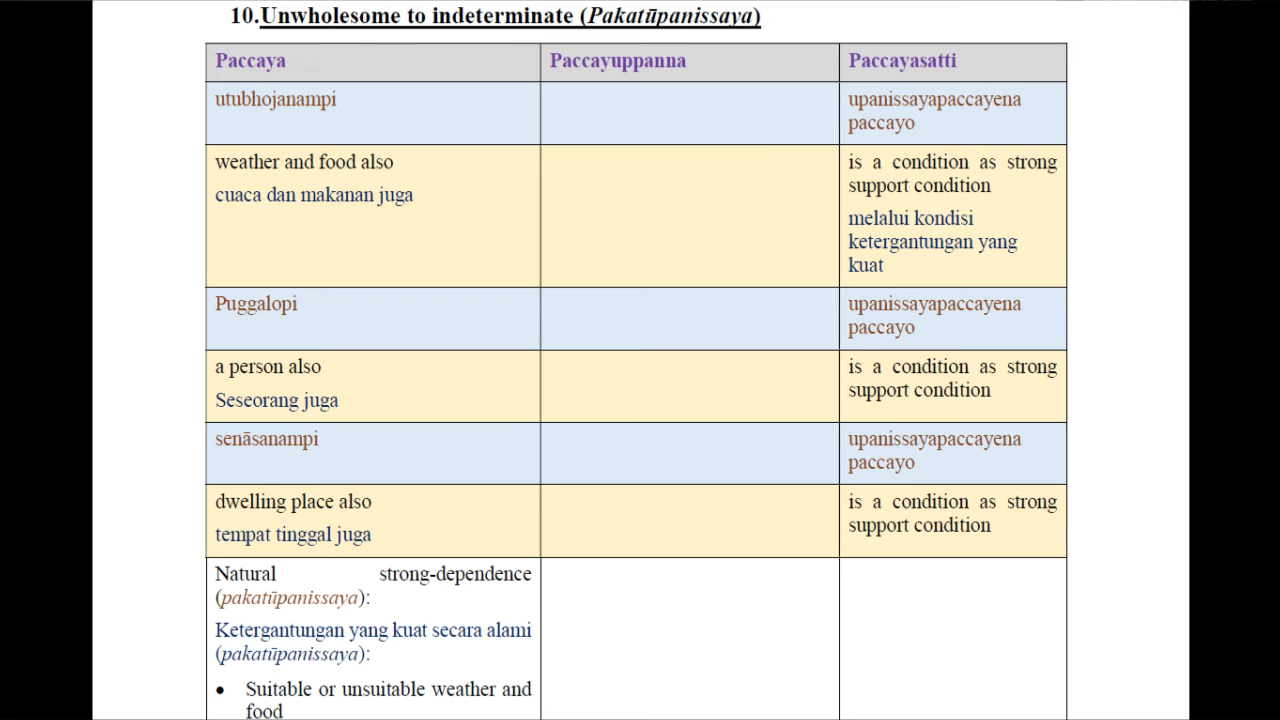 10.Unwholesome to indeterminate (Pakatūpanissaya)
Paccaya
Paccayuppanna
Paccayasatti
utubhojanampi
upanissayapaccayena
paccayo
weather and food also
cuaca dan makanan juga
is a condition as strong
support condition
melalui kondisi
ketergantungan yang
kuat
Puggalopi
upanissayapaccayena
paccayo
a person also
Seseorang juga
is a condition as strong
support condition
senāsanampi
upanissayapaccayena
paccayo
dwelling place also
tempat tinggal juga
is a condition as strong
support condition
Natural strong-dependence
(pakatūpanissaya):
Ketergantungan yang kuat secara alami
(pakatūpanissaya):
• Suitable or unsuitable weather and
food